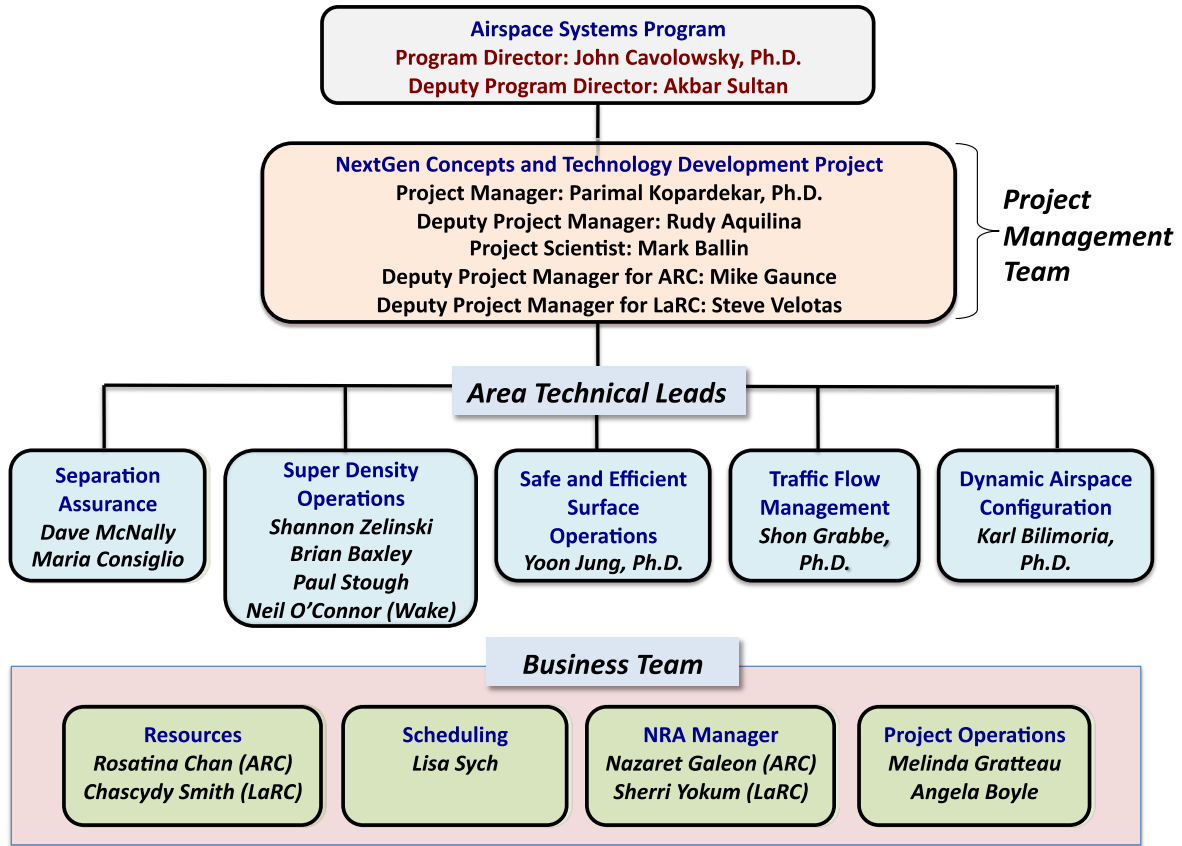 Airspace Systems Program
Program Director: John Cavolowsky, Ph.D.
Deputy Program Director: Akbar Sultan
NextGen Concepts and Technology Development Project
Project Manager: Parimal Kopardekar, Ph.D.
Deputy Project Manager: Rudy Aquilina
Project Scientist: Mark Ballin
Deputy Project Manager for ARC: Mike Gaunce
Deputy Project Manager for LaRC: Steve Velotas
Project
Management
Team
Area Technical Leads
Separation
Assurance
Dave McNally
Maria Consiglio
Super Density
Operations
Shannon Zelinski
Brian Baxley
Paul Stough
Neil O’Connor (Wake)
Safe and Efficient
Surface
Operations
Yoon Jung, Ph.D.
Traffic Flow
Management
Shon Grabbe,
Ph.D.
Dynamic Airspace
Configuration
Karl Bilimoria,
Ph.D.
Business Team
Resources
Rosatina Chan (ARC)
Chascydy Smith (LaRC)
Scheduling
Lisa Sych
NRA Manager
Nazaret Galeon (ARC)
Sherri Yokum (LaRC)
Project Operations
Melinda Gratteau
Angela Boyle